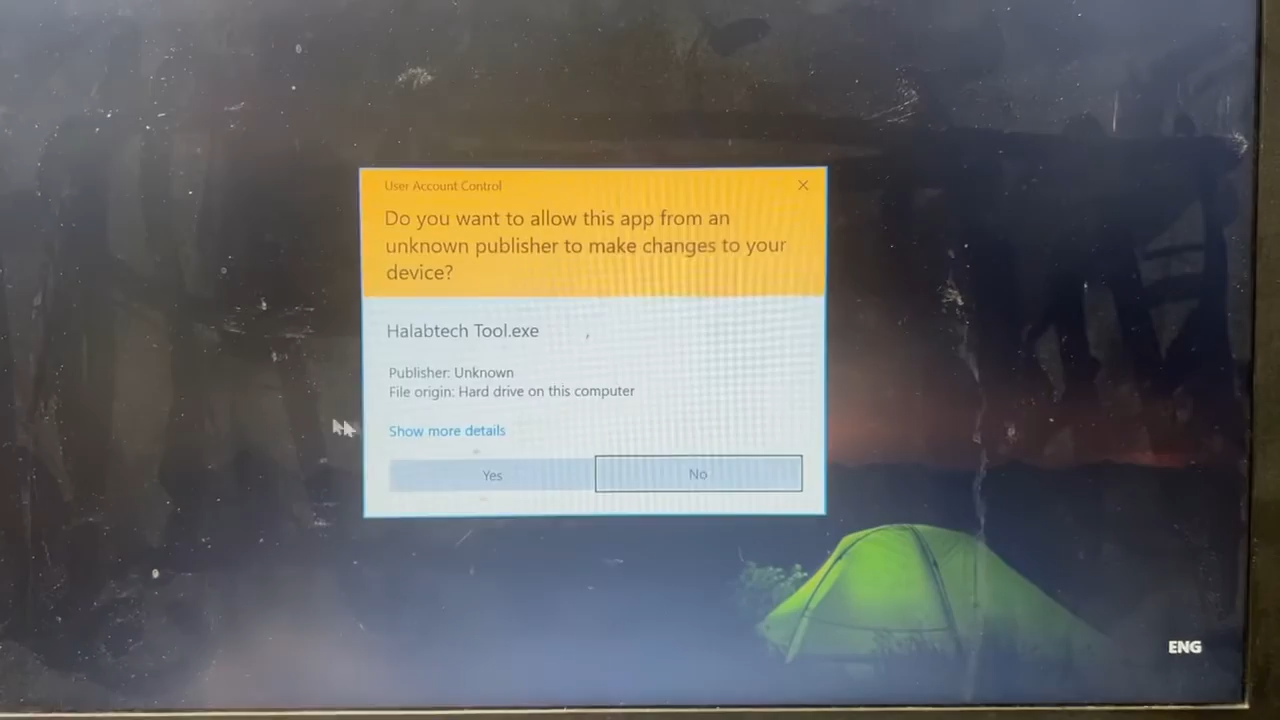 User Account Control
Do you want to allow this app from an
unknown publisher to make changes to your
device?
Halabtech Tool.exe
Publisher: Unknown
File origin: Hard drive on this computer
Show more details
Yes
No
ENG